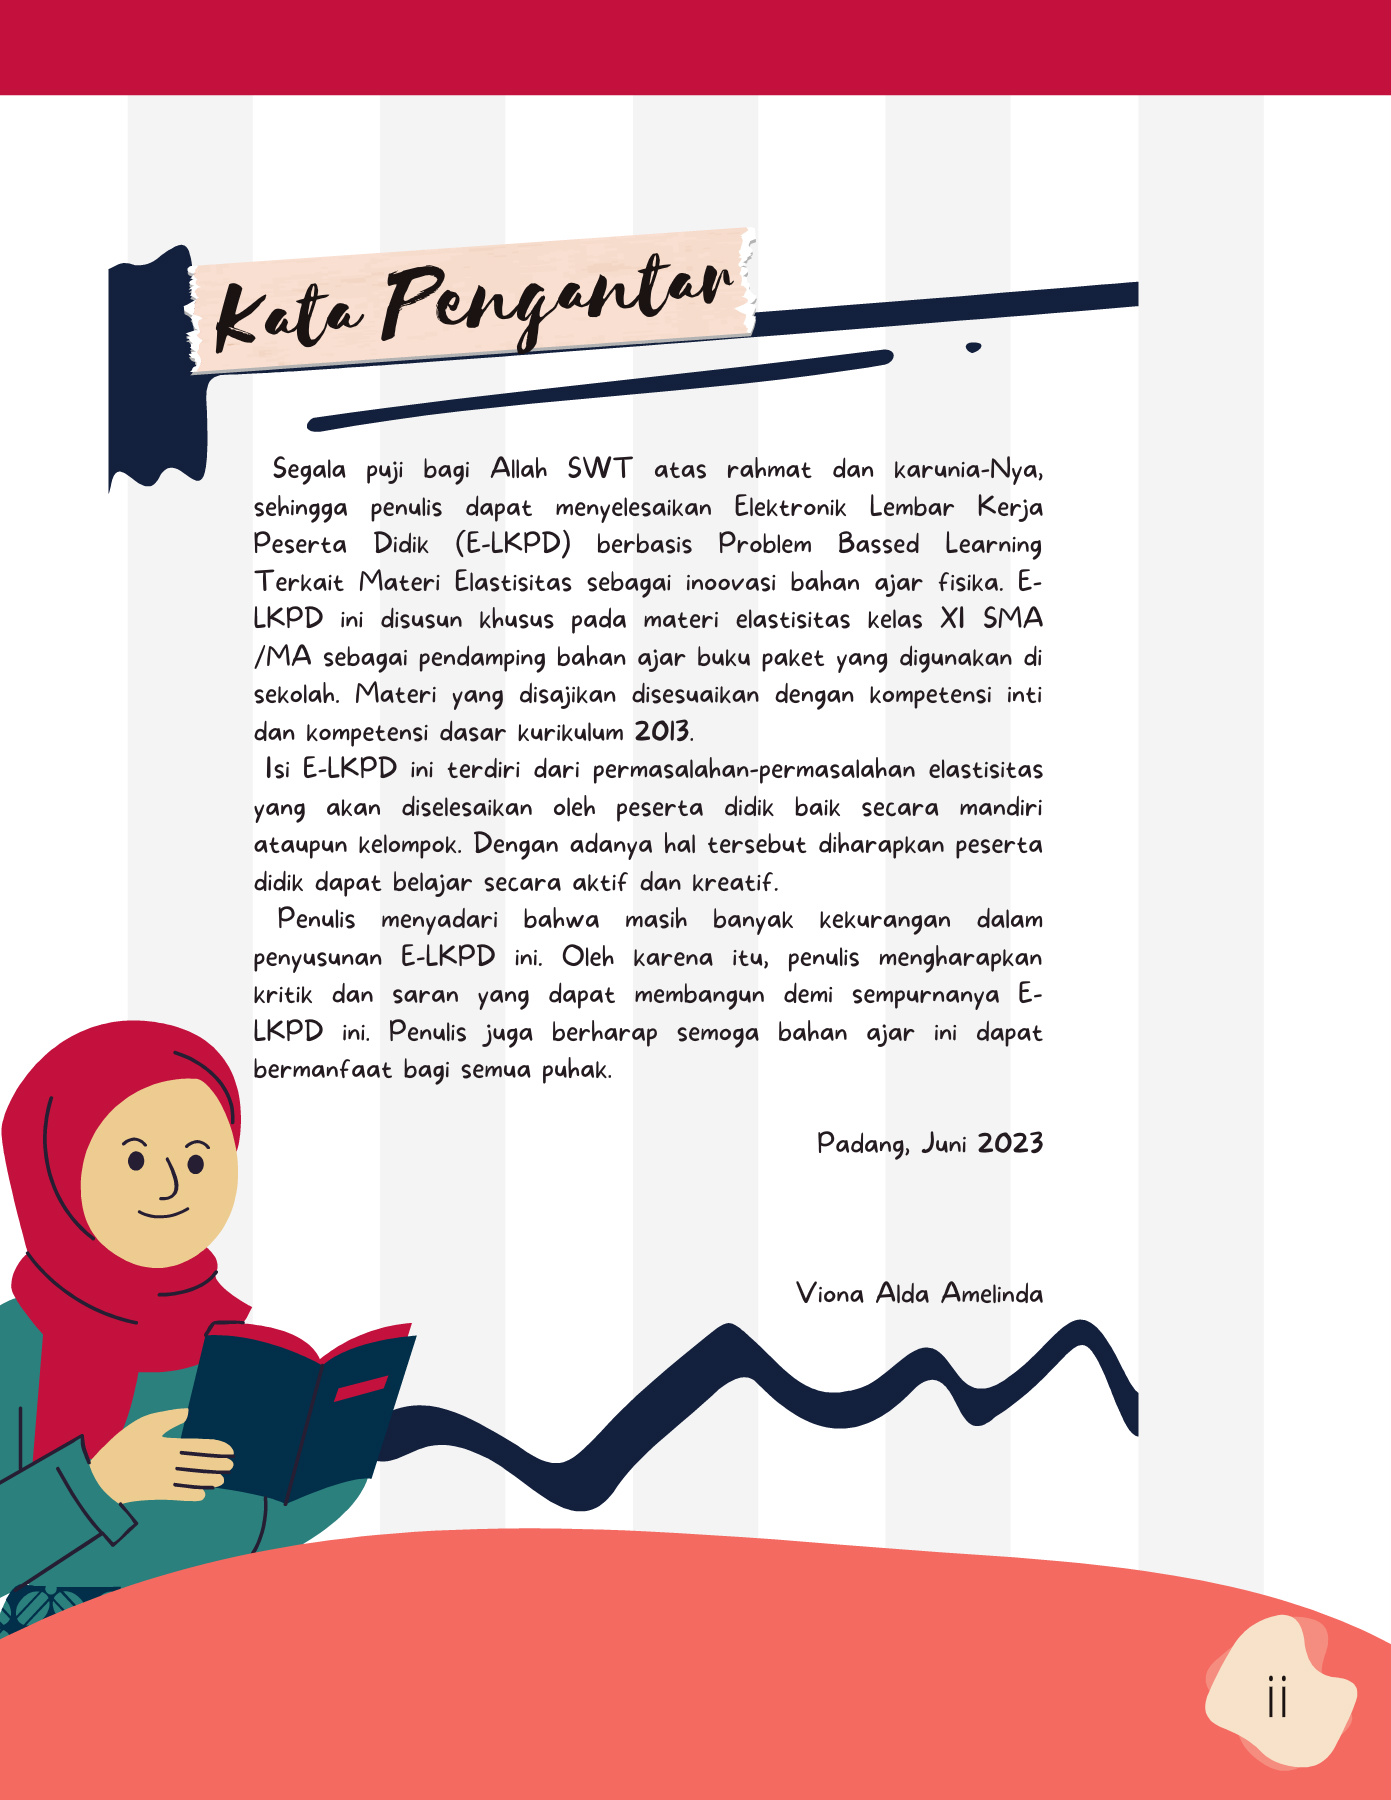 Kata Pengantar
Segala puji bagi Allah SWT atas rahmat dan karunia-Nya,
sehingga penulis dapat menyelesaikan Elektronik Lembar Kerja
Peserta Didik (E-LKPD) berbasis Problem Bassed Learning
Terkait Materi Elastisitas sebagai inoovasi bahan ajar fisika. E-
LKPD ini disusun khusus pada materi elastisitas kelas XI SMA
/MA sebagai pendamping bahan ajar buku paket yang digunakan di
sekolah. Materi yang disajikan disesuaikan dengan kompetensi inti
dan kompetensi dasar kurikulum 2013.
Isi E-LKPD ini terdiri dari permasalahan-permasalahan elastisitas
yang akan diselesaikan oleh peserta didik baik secara mandiri
ataupun kelompok. Dengan adanya hal tersebut diharapkan peserta
didik dapat belajar secara aktif dan kreatif.
Penulis menyadari bahwa masih banyak kekurangan dalam
penyusunan E-LKPD ini. Oleh karena itu, penulis mengharapkan
kritik dan saran yang dapat membangun demi sempurnanya E-
LKPD ini. Penulis juga berharap semoga bahan ajar ini dapat
bermanfaat bagi semua puhak.
Padang, Juni 2023
Viona Alda Amelinda
ii